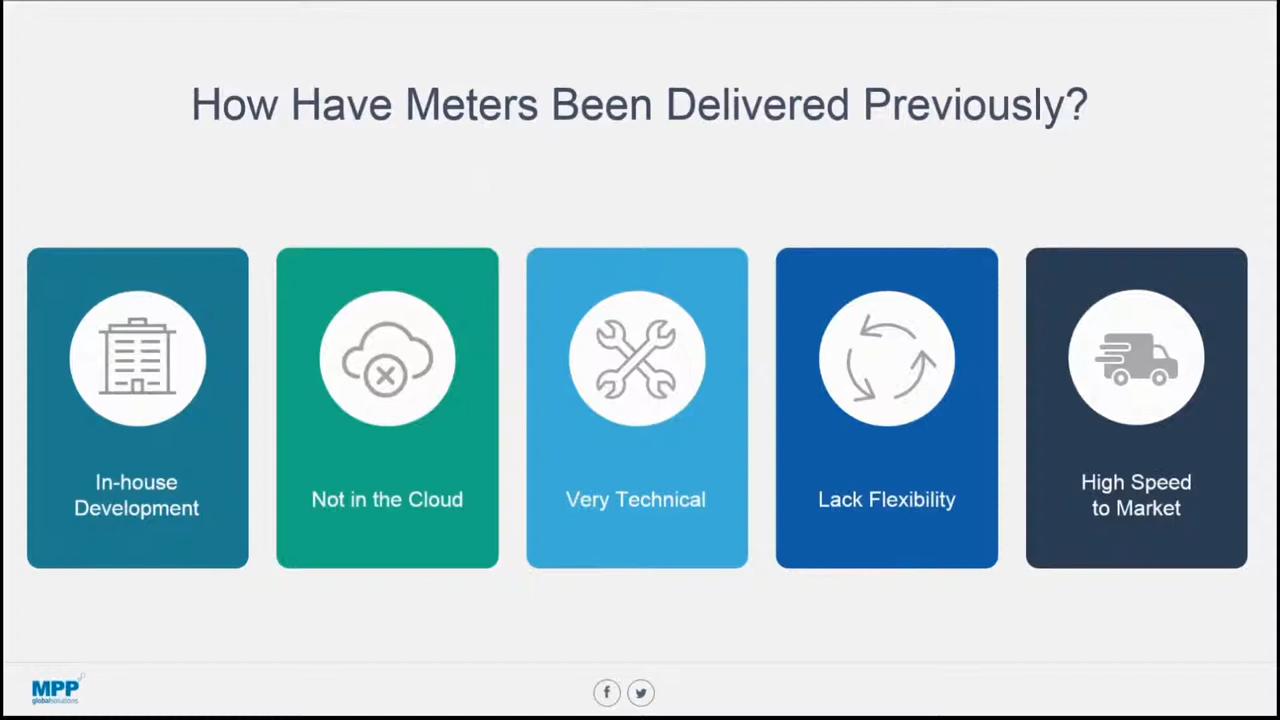 How Have Meters Been Delivered Previously?
In-house
Development
Not in the Cloud
Very Technical
Lack Flexibility
High Speed
to Market
MPP
globalsolutions